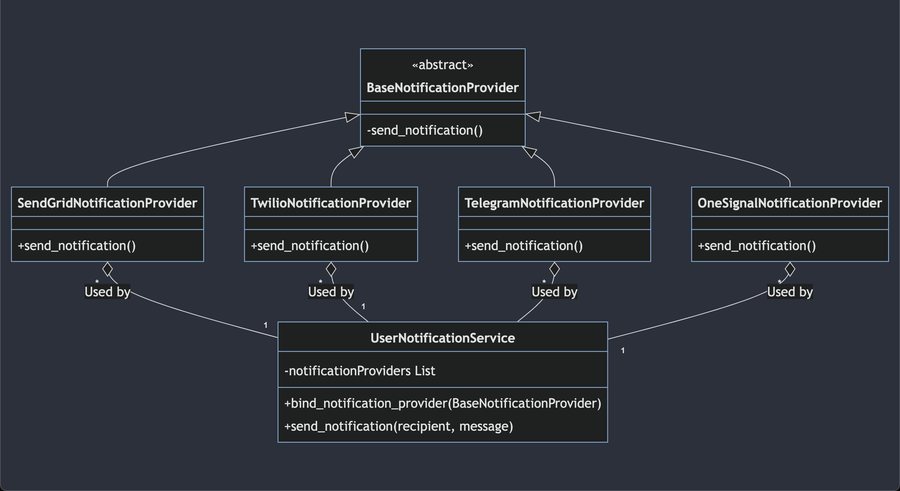 «abstract»
BaseNotificationProvider
-send_notification()
SendGridNotificationProvider
+send_notification()
TwilioNotificationProvider
+send_notification()
TelegramNotificationProvider
+send_notification()
OneSignalNotificationProvider
+send_notification()
*
Used by
1
*
Used by
1
*
Used by
*
Used by
1
UserNotificationService
-notificationProviders List
+bind_notification_provider(BaseNotificationProvider)
+send_notification(recipient, message)